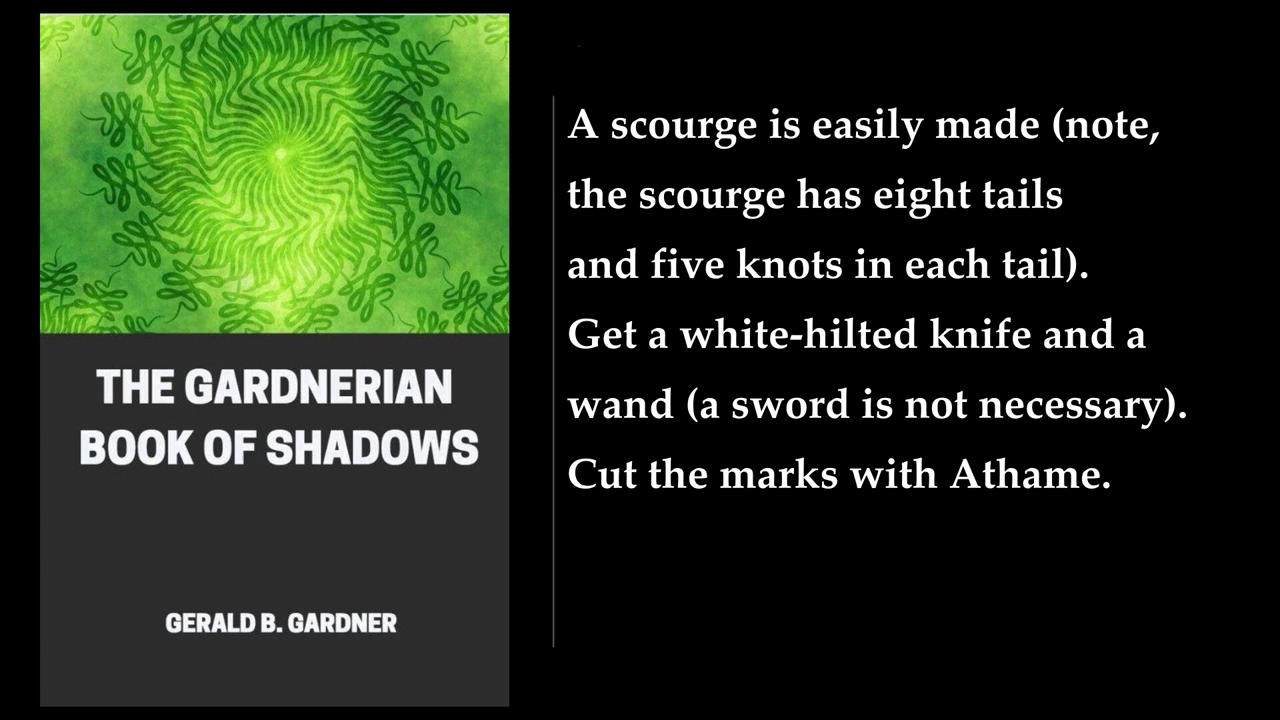 THE GARDNERIAN
BOOK OF SHADOWS
GERALD B. GARDNER
A scourge is easily made (note,
the scourge has eight tails
and five knots in each tail).
Get a white-hilted knife and a
wand (a sword is not necessary).
Cut the marks with Athame.